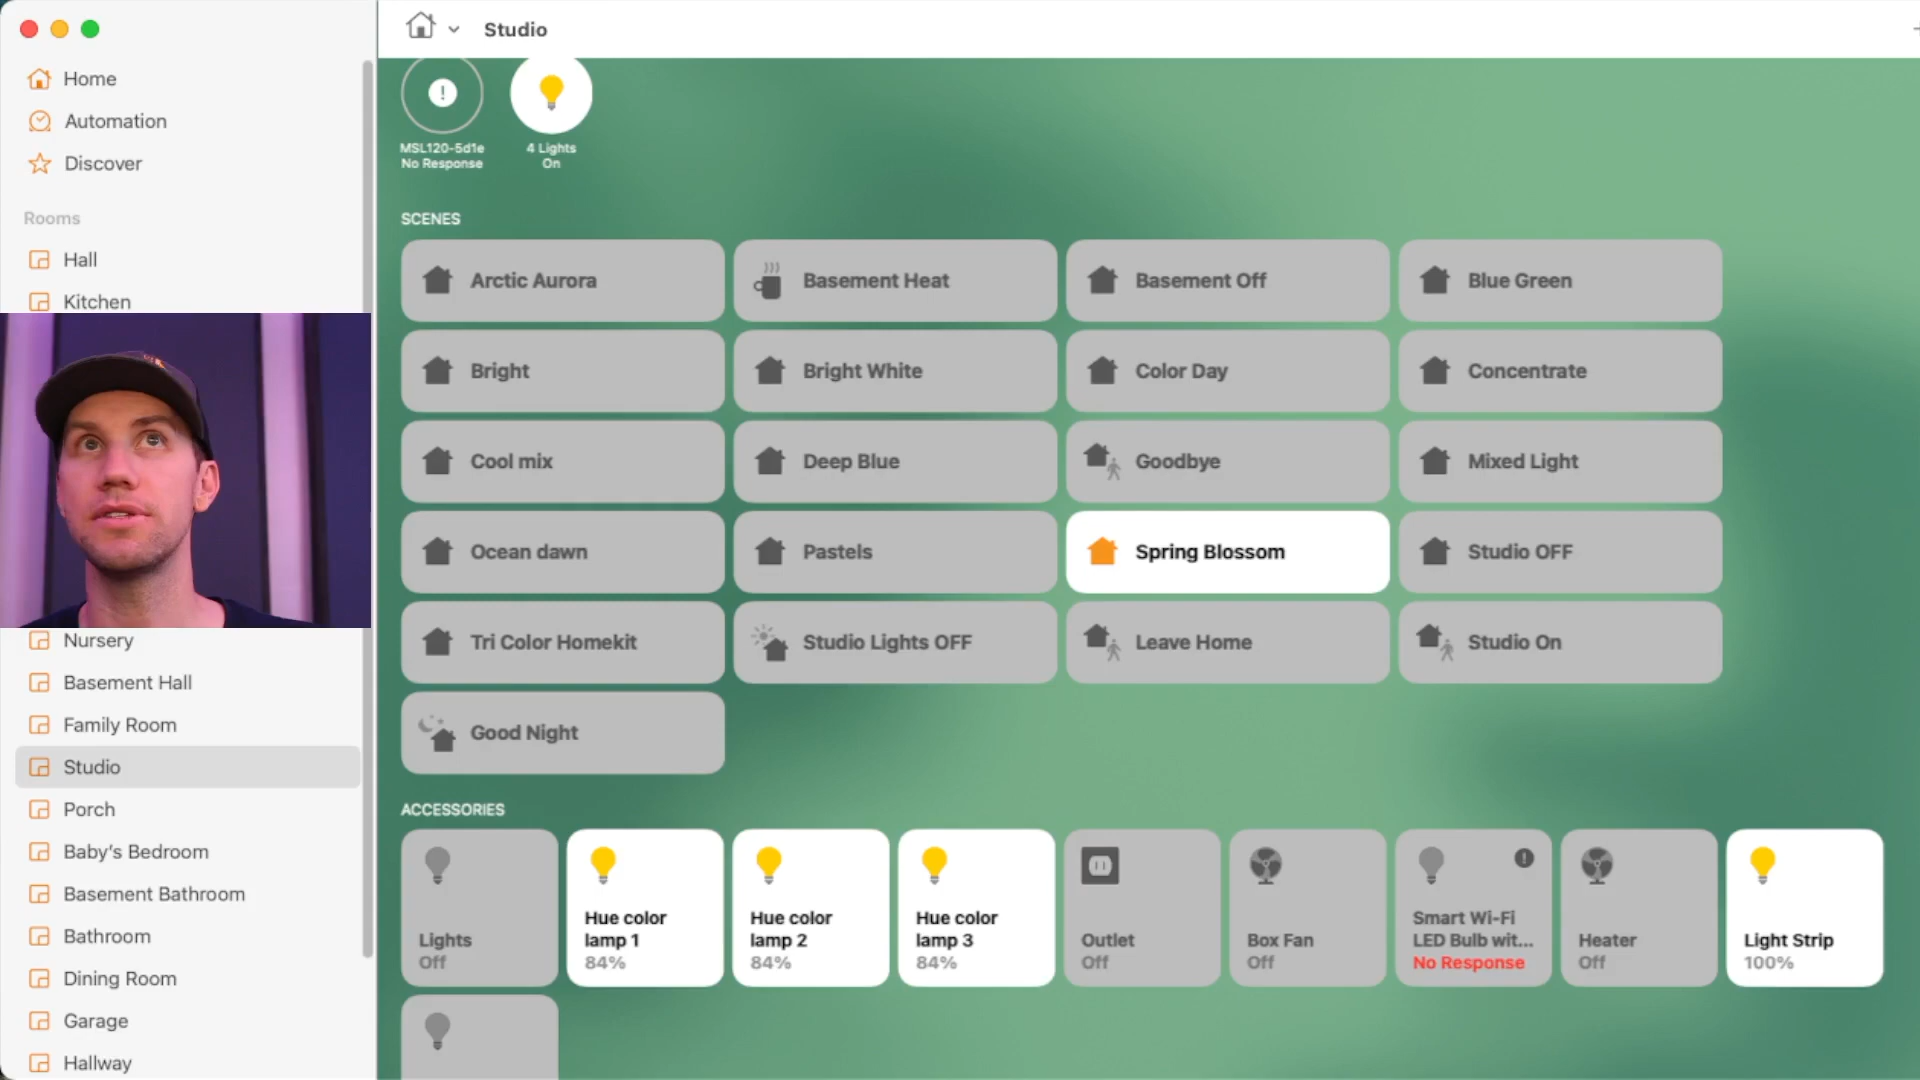 Studio
Home
Automation
Discover
Rooms
Hall
Kitchen
Nursery
Basement Hall
Family Room
Studio
Porch
Baby's Bedroom
Basement Bathroom
Bathroom
Dining Room
Garage
Hallway
MSL120-5d1e
No Response
4 Lights
On
SCENES
Arctic Aurora
Basement Heat
Basement Off
Blue Green
Bright
Bright White
Color Day
Concentrate
Cool mix
Deep Blue
Goodbye
Mixed Light
Ocean dawn
Pastels
Spring Blossom
Studio OFF
Tri Color Homekit
Studio Lights OFF
Leave Home
Studio On
Good Night
ACCESSORIES
Lights
Off
Hue color
lamp 1
84%
Hue color
lamp 2
84%
Hue color
lamp 3
84%
Outlet
Off
Box Fan
Off
Smart Wi-Fi
LED Bulb wit...
No Response
Heater
Off
Light Strip
100%